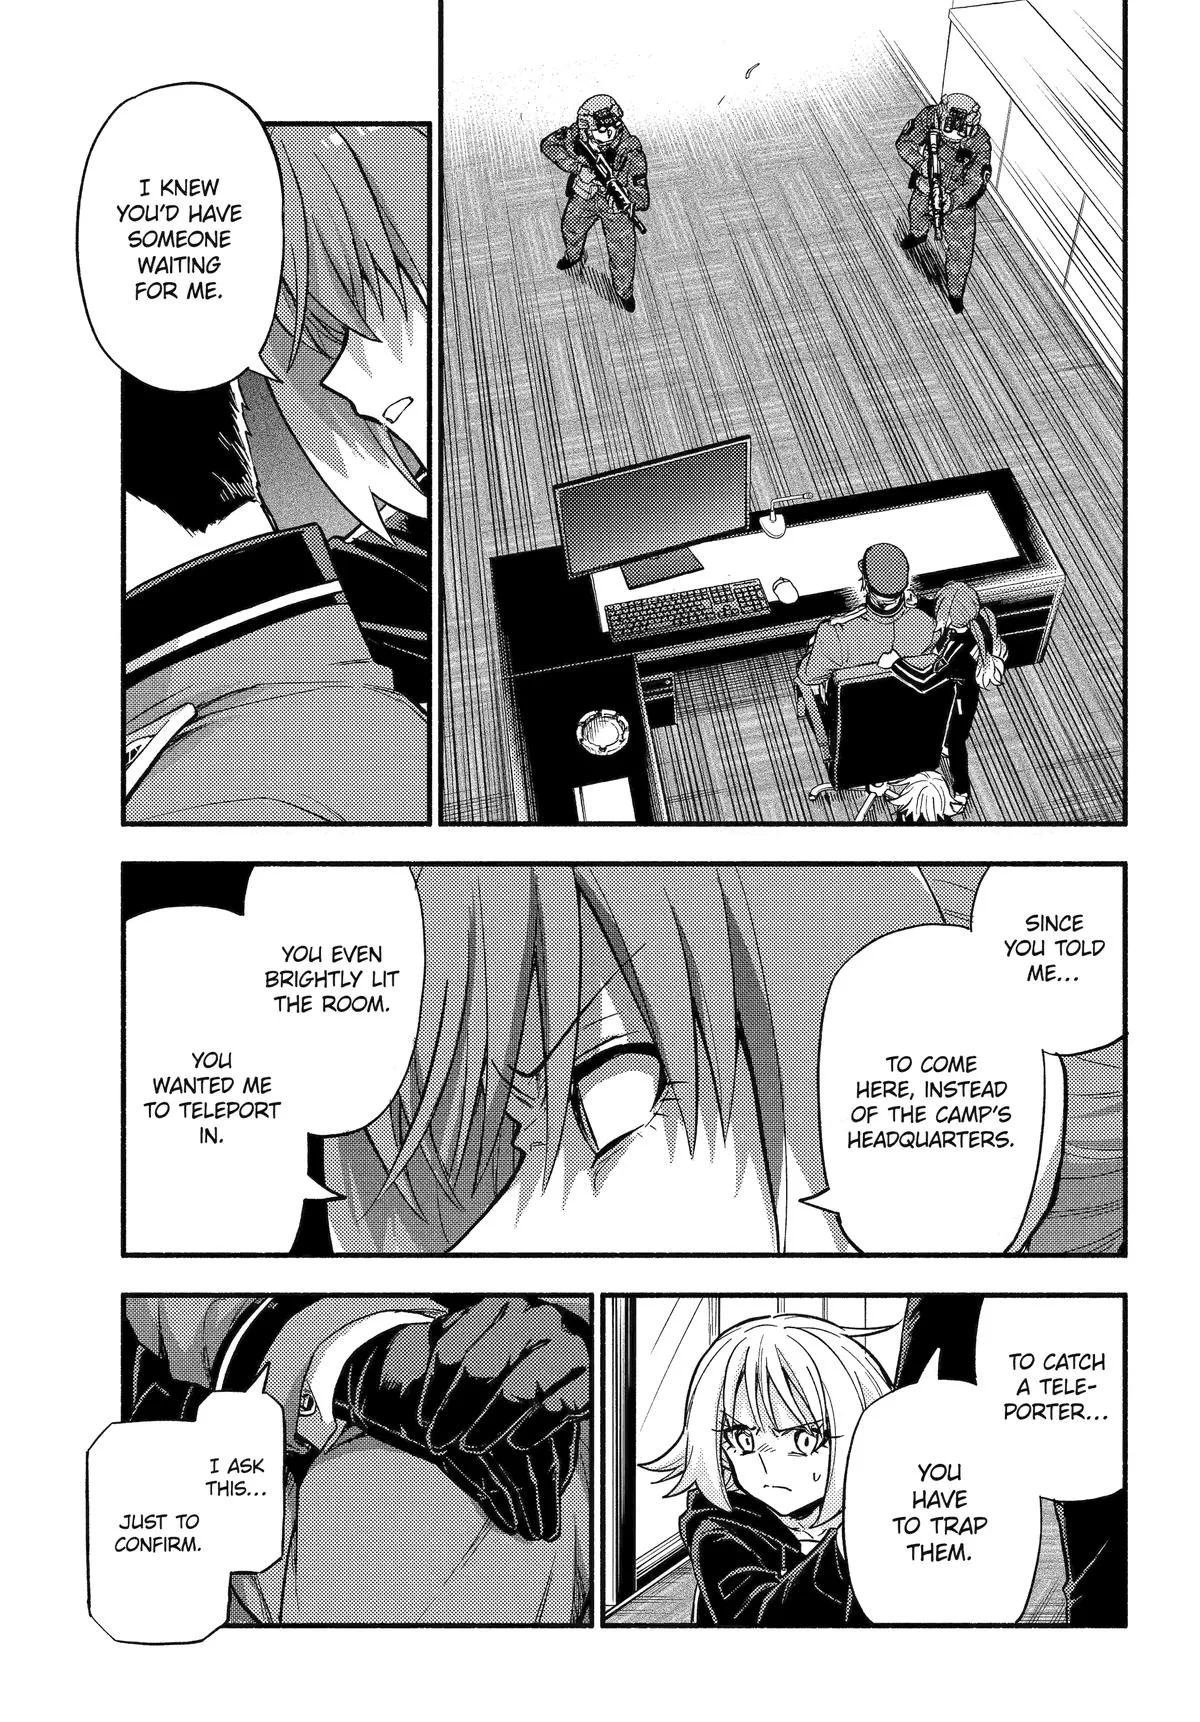 I KNEW
YOU'D HAVE
SOMEONE
WAITING
FOR ME.
SINCE
YOU TOLD
ME...
TO COME
HERE, INSTEAD
OF THE CAMP'S
HEADQUARTERS.
YOU EVEN
BRIGHTLY LIT
THE ROOM.
YOU
WANTED ME
TO TELEPORT
IN.
TO CATCH
A TELE-
PORTER...
YOU
HAVE
TO TRAP
THEM.
I ASK
THIS...
JUST TO
CONFIRM.